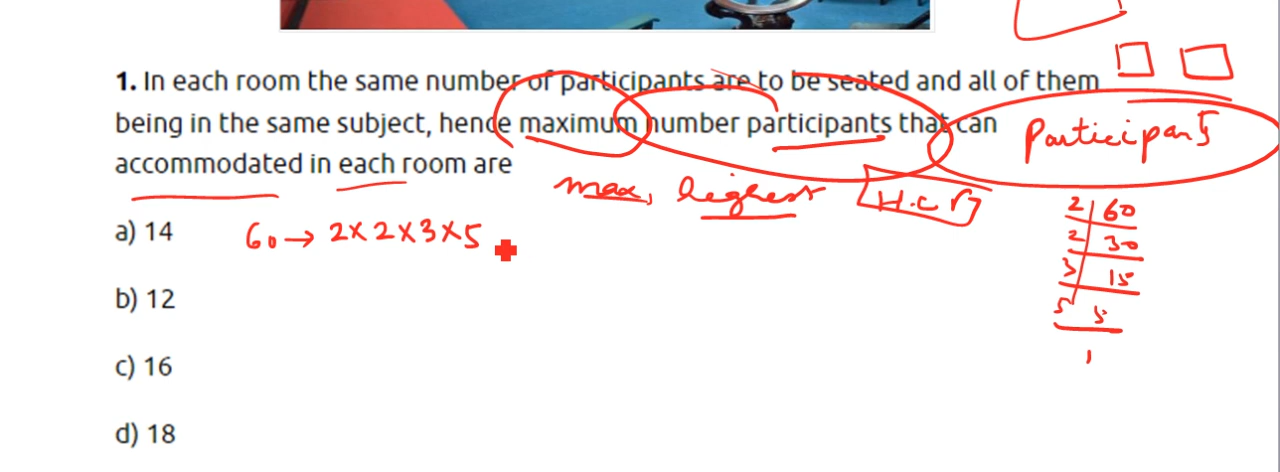 1. In each room the same number of participants are to be seated and all of them
being in the same subject, hence maximum number participants that can
accommodated in each room are
Participants
max, highest H.C.F
a) 14
60 → 2×2×3×5
b) 12
c) 16
d) 18
2 | 60
2 | 30
3 | 15
5 | 5
1